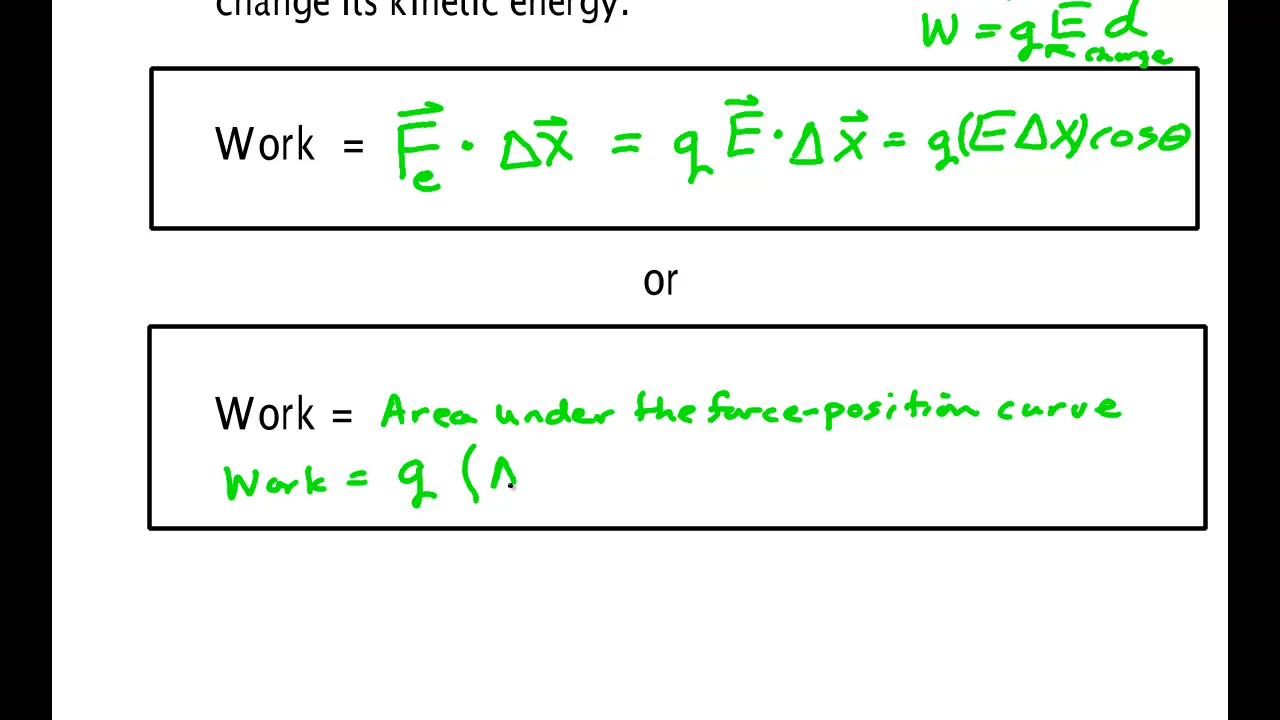 change its kinetic energy.
W = qEd
charge
Work = F⃗e · Δx⃗ = q E⃗ · Δx⃗ = q(EΔx)cosθ
or
Work = Area under the force-position curve
Work = q (A